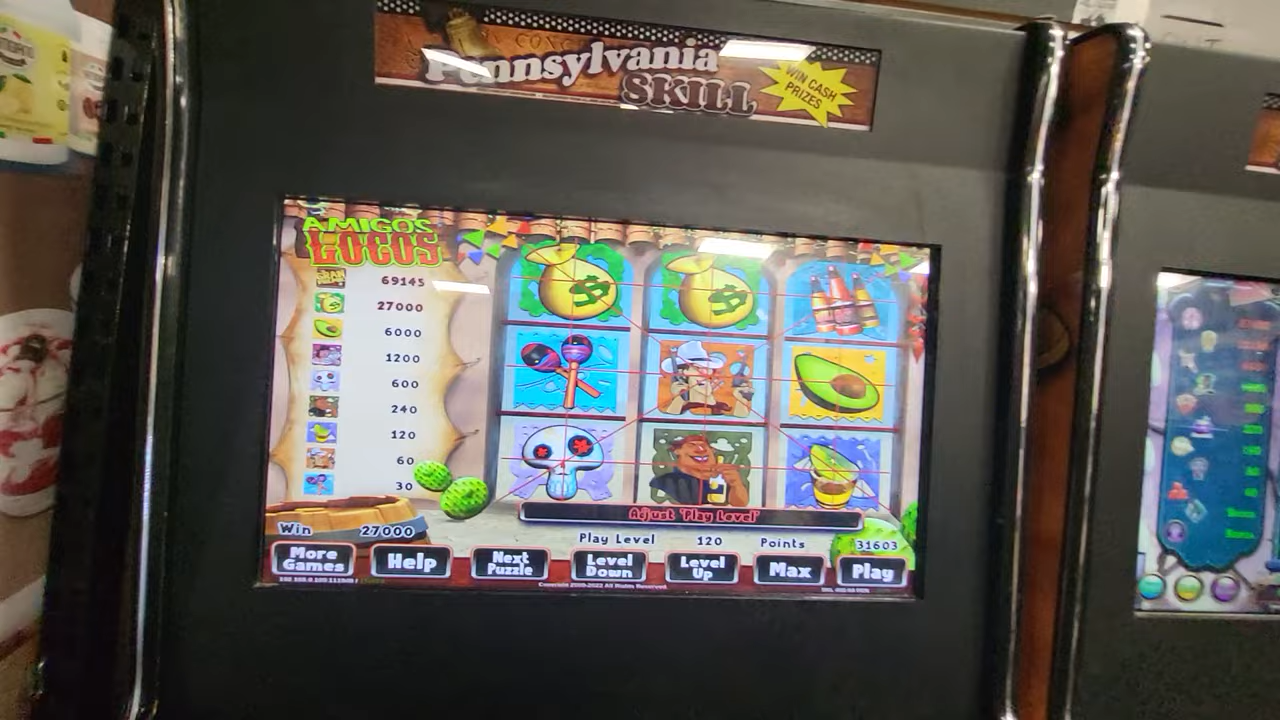 Pennsylvania
SKILL
WIN CASH
PRIZES
AMIGOS
LOCOS
69145
27000
6000
1200
600
240
120
60
30
Adjust 'Play Level'
Win 27000
Play Level 120 Points 31603
More
Games
Help
Next
Puzzle
Level
Down
Level
Up
Max
Play